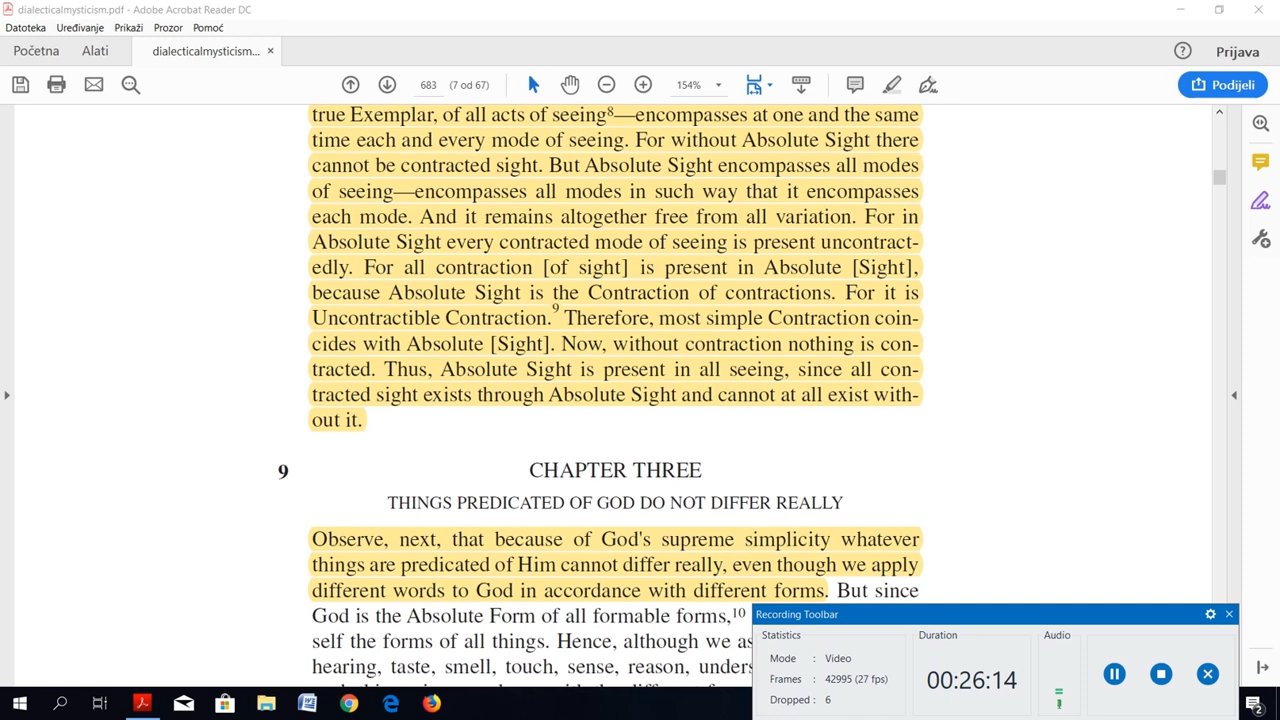 dialecticalmysticism.pdf - Adobe Acrobat Reader DC
Datoteka Uređivanje Prikaži Prozor Pomoć
Početna Alati dialecticalmysticism... × Prijava
683 (7 od 67) 154% Podijeli
true Exemplar, of all acts of seeing⁸—encompasses at one and the same
time each and every mode of seeing. For without Absolute Sight there
cannot be contracted sight. But Absolute Sight encompasses all modes
of seeing—encompasses all modes in such way that it encompasses
each mode. And it remains altogether free from all variation. For in
Absolute Sight every contracted mode of seeing is present uncontract-
edly. For all contraction [of sight] is present in Absolute [Sight],
because Absolute Sight is the Contraction of contractions. For it is
Uncontractible Contraction.⁹ Therefore, most simple Contraction coin-
cides with Absolute [Sight]. Now, without contraction nothing is con-
tracted. Thus, Absolute Sight is present in all seeing, since all con-
tracted sight exists through Absolute Sight and cannot at all exist with-
out it.
9 CHAPTER THREE
THINGS PREDICATED OF GOD DO NOT DIFFER REALLY
Observe, next, that because of God's supreme simplicity whatever
things are predicated of Him cannot differ really, even though we apply
different words to God in accordance with different forms. But since
God is the Absolute Form of all formable forms,¹⁰
self the forms of all things. Hence, although we as
hearing, taste, smell, touch, sense, reason, unders
Recording Toolbar
Statistics Duration Audio
Mode : Video
Frames : 42995 (27 fps)
Dropped : 6
00:26:14
2